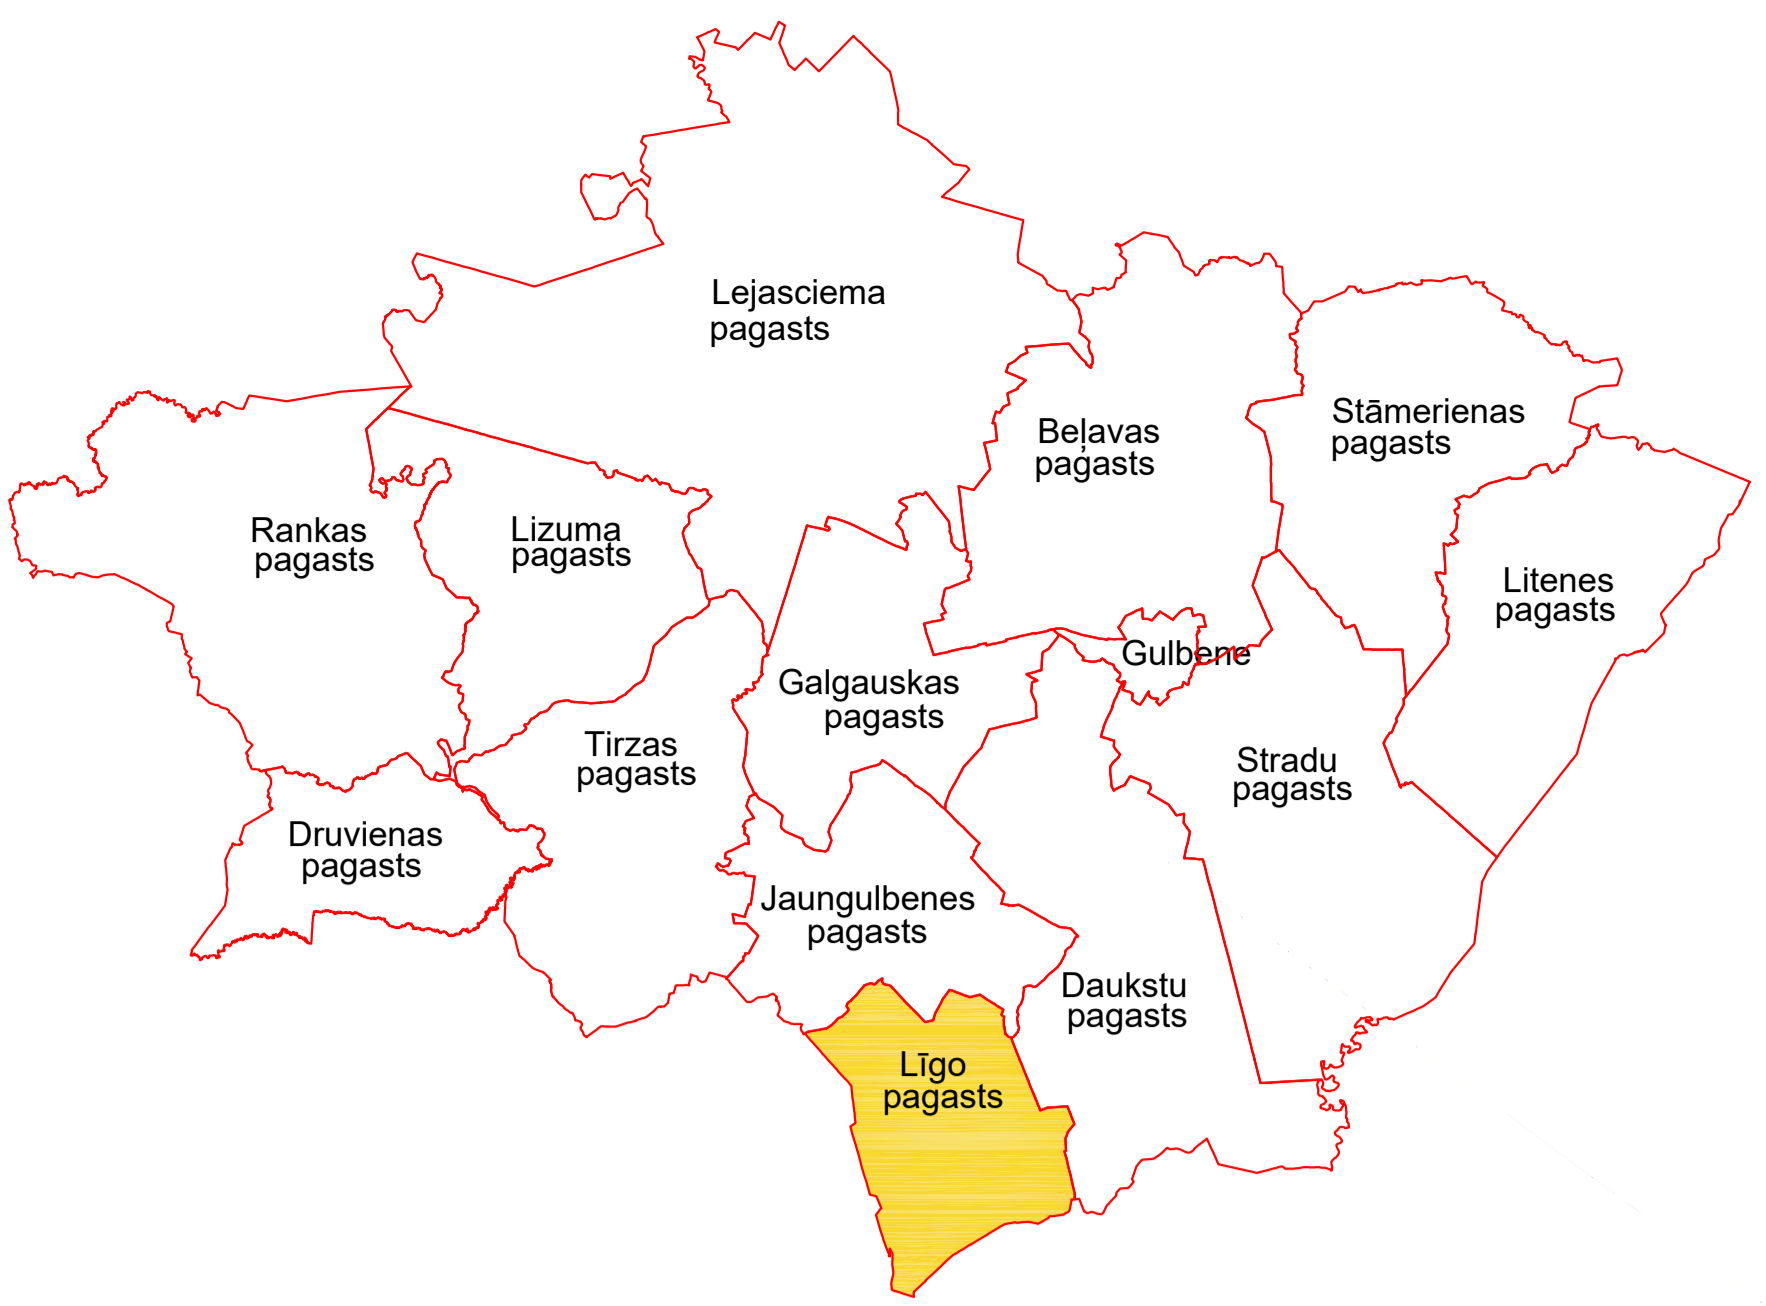 Lejasciema
pagasts
Beļavas
pagasts
Stāmerienas
pagasts
Rankas
pagasts
Lizuma
pagasts
Litenes
pagasts
Gulbene
Galgauskas
pagasts
Tirzas
pagasts
Stradu
pagasts
Druvienas
pagasts
Jaungulbenes
pagasts
Daukstu
pagasts
Līgo
pagasts